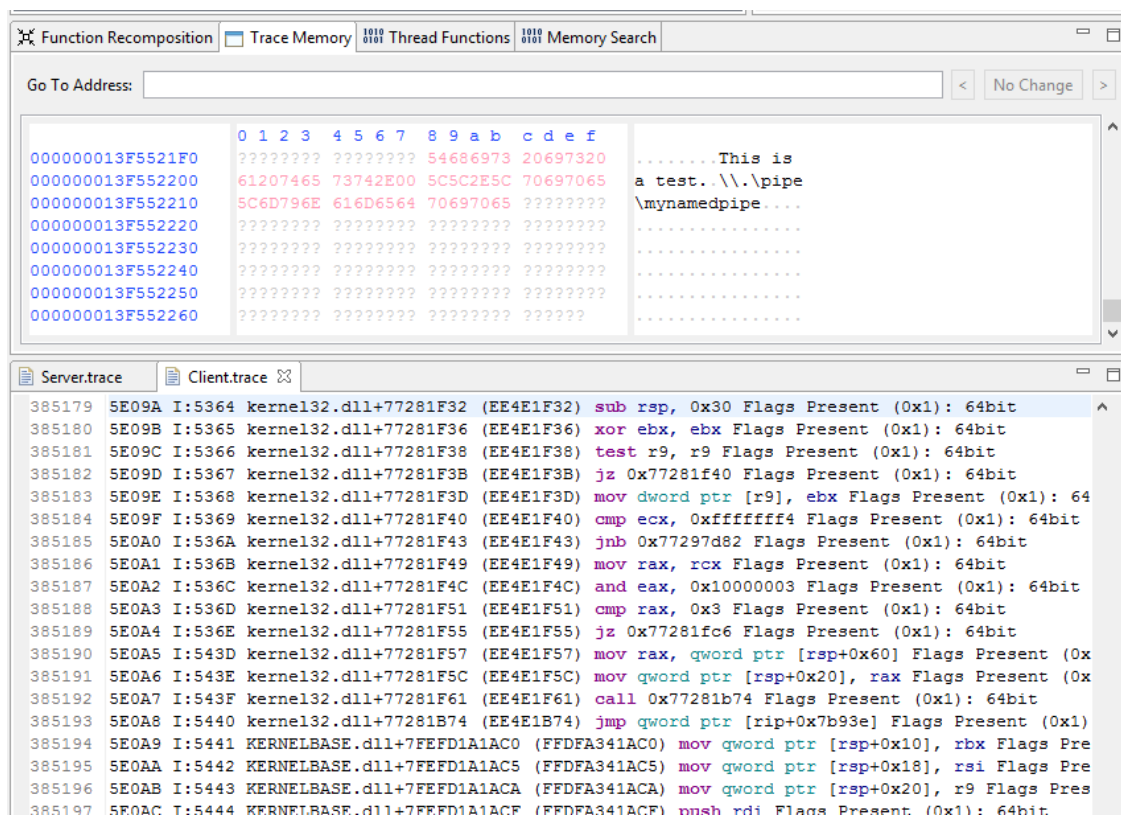 Function Recomposition Trace Memory Thread Functions Memory Search
Go To Address: < No Change >
0 1 2 3 4 5 6 7 8 9 a b c d e f
000000013F5521F0 ???????? ???????? 54686973 20697320 ........This is
000000013F552200 61207465 73742E00 5C5C2E5C 70697065 a test..\\.\pipe
000000013F552210 5C6D796E 616D6564 70697065 ???????? \mynamedpipe....
000000013F552220 ???????? ???????? ???????? ???????? ................
000000013F552230 ???????? ???????? ???????? ???????? ................
000000013F552240 ???????? ???????? ???????? ???????? ................
000000013F552250 ???????? ???????? ???????? ???????? ................
000000013F552260 ???????? ???????? ???????? ?????? ................
Server.trace Client.trace
385179 5E09A I:5364 kernel32.dll+77281F32 (EE4E1F32) sub rsp, 0x30 Flags Present (0x1): 64bit
385180 5E09B I:5365 kernel32.dll+77281F36 (EE4E1F36) xor ebx, ebx Flags Present (0x1): 64bit
385181 5E09C I:5366 kernel32.dll+77281F38 (EE4E1F38) test r9, r9 Flags Present (0x1): 64bit
385182 5E09D I:5367 kernel32.dll+77281F3B (EE4E1F3B) jz 0x77281f40 Flags Present (0x1): 64bit
385183 5E09E I:5368 kernel32.dll+77281F3D (EE4E1F3D) mov dword ptr [r9], ebx Flags Present (0x1): 64
385184 5E09F I:5369 kernel32.dll+77281F40 (EE4E1F40) cmp ecx, 0xfffffff4 Flags Present (0x1): 64bit
385185 5E0A0 I:536A kernel32.dll+77281F43 (EE4E1F43) jnb 0x77297d82 Flags Present (0x1): 64bit
385186 5E0A1 I:536B kernel32.dll+77281F49 (EE4E1F49) mov rax, rcx Flags Present (0x1): 64bit
385187 5E0A2 I:536C kernel32.dll+77281F4C (EE4E1F4C) and eax, 0x10000003 Flags Present (0x1): 64bit
385188 5E0A3 I:536D kernel32.dll+77281F51 (EE4E1F51) cmp rax, 0x3 Flags Present (0x1): 64bit
385189 5E0A4 I:536E kernel32.dll+77281F55 (EE4E1F55) jz 0x77281fc6 Flags Present (0x1): 64bit
385190 5E0A5 I:543D kernel32.dll+77281F57 (EE4E1F57) mov rax, qword ptr [rsp+0x60] Flags Present (0x
385191 5E0A6 I:543E kernel32.dll+77281F5C (EE4E1F5C) mov qword ptr [rsp+0x20], rax Flags Present (0x
385192 5E0A7 I:543F kernel32.dll+77281F61 (EE4E1F61) call 0x77281b74 Flags Present (0x1): 64bit
385193 5E0A8 I:5440 kernel32.dll+77281B74 (EE4E1B74) jmp qword ptr [rip+0x7b93e] Flags Present (0x1)
385194 5E0A9 I:5441 KERNELBASE.dll+7FEFD1A1AC0 (FFDFA341AC0) mov qword ptr [rsp+0x10], rbx Flags Pre
385195 5E0AA I:5442 KERNELBASE.dll+7FEFD1A1AC5 (FFDFA341AC5) mov qword ptr [rsp+0x18], rsi Flags Pre
385196 5E0AB I:5443 KERNELBASE.dll+7FEFD1A1ACA (FFDFA341ACA) mov qword ptr [rsp+0x20], r9 Flags Pres
385197 5E0AC I:5444 KERNELBASE.dll+7FEFD1A1ACF (FFDFA341ACF) push rdi Flags Present (0x1): 64bit